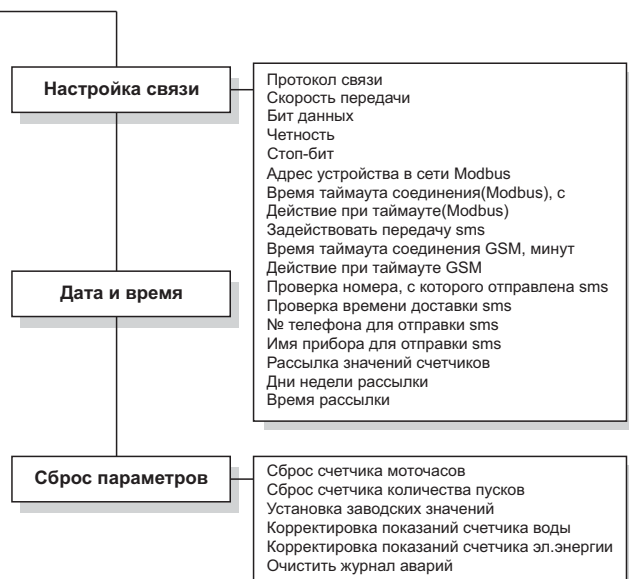 Настройка связи
Протокол связи
Скорость передачи
Бит данных
Четность
Стоп-бит
Адрес устройства в сети Modbus
Время таймаута соединения(Modbus), с
Действие при таймауте(Modbus)
Задействовать передачу sms
Время таймаута соединения GSM, минут
Действие при таймауте GSM
Проверка номера, с которого отправлена sms
Проверка времени доставки sms
№ телефона для отправки sms
Имя прибора для отправки sms
Рассылка значений счетчиков
Дни недели рассылки
Время рассылки
Дата и время
Сброс параметров
Сброс счетчика моточасов
Сброс счетчика количества пусков
Установка заводских значений
Корректировка показаний счетчика воды
Корректировка показаний счетчика эл.энергии
Очистить журнал аварий